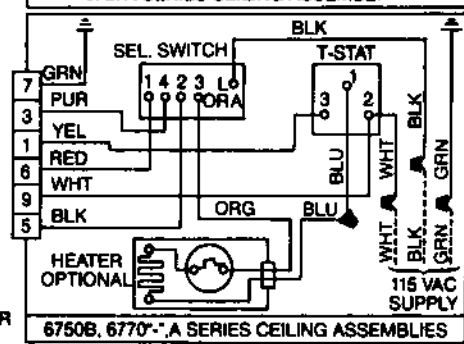 BLK
SEL. SWITCH
T-STAT
7
GRN
1 4 2 3 L
ORA
1
3
2
3
PUR
1
YEL
6
RED
9
WHT
5
BLK
BLU
WHT
WHT
BLK
GRN
ORG
BLU
WHT
BLK
GRN
HEATER
OPTIONAL
115 VAC
SUPPLY
R
6750B, 6770"-",A SERIES CEILING ASSEMBLIES